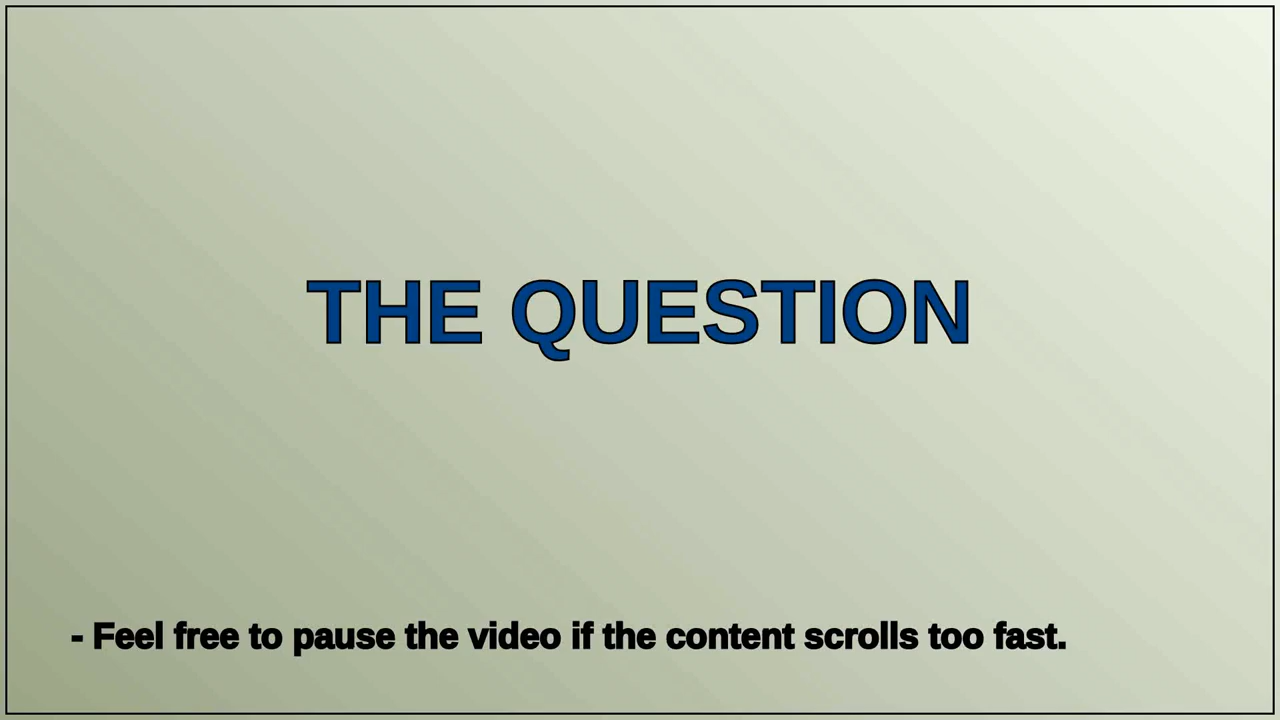 THE QUESTION
- Feel free to pause the video if the content scrolls too fast.